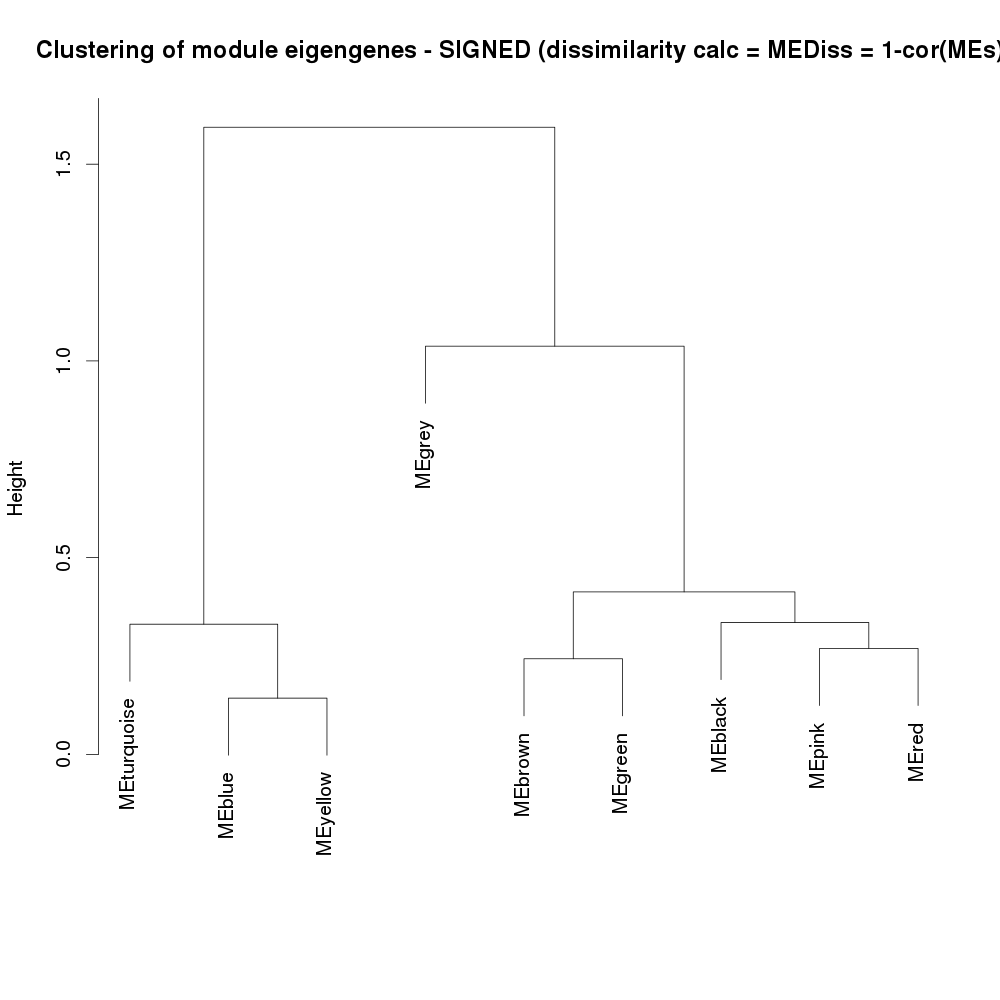 Clustering of module eigengenes - SIGNED (dissimilarity calc = MEDiss = 1-cor(MEs)
Height
1.5
1.0
0.5
0.0
MEgrey
MEturquoise
MEblue
MEyellow
MEbrown
MEgreen
MEblack
MEpink
MEred